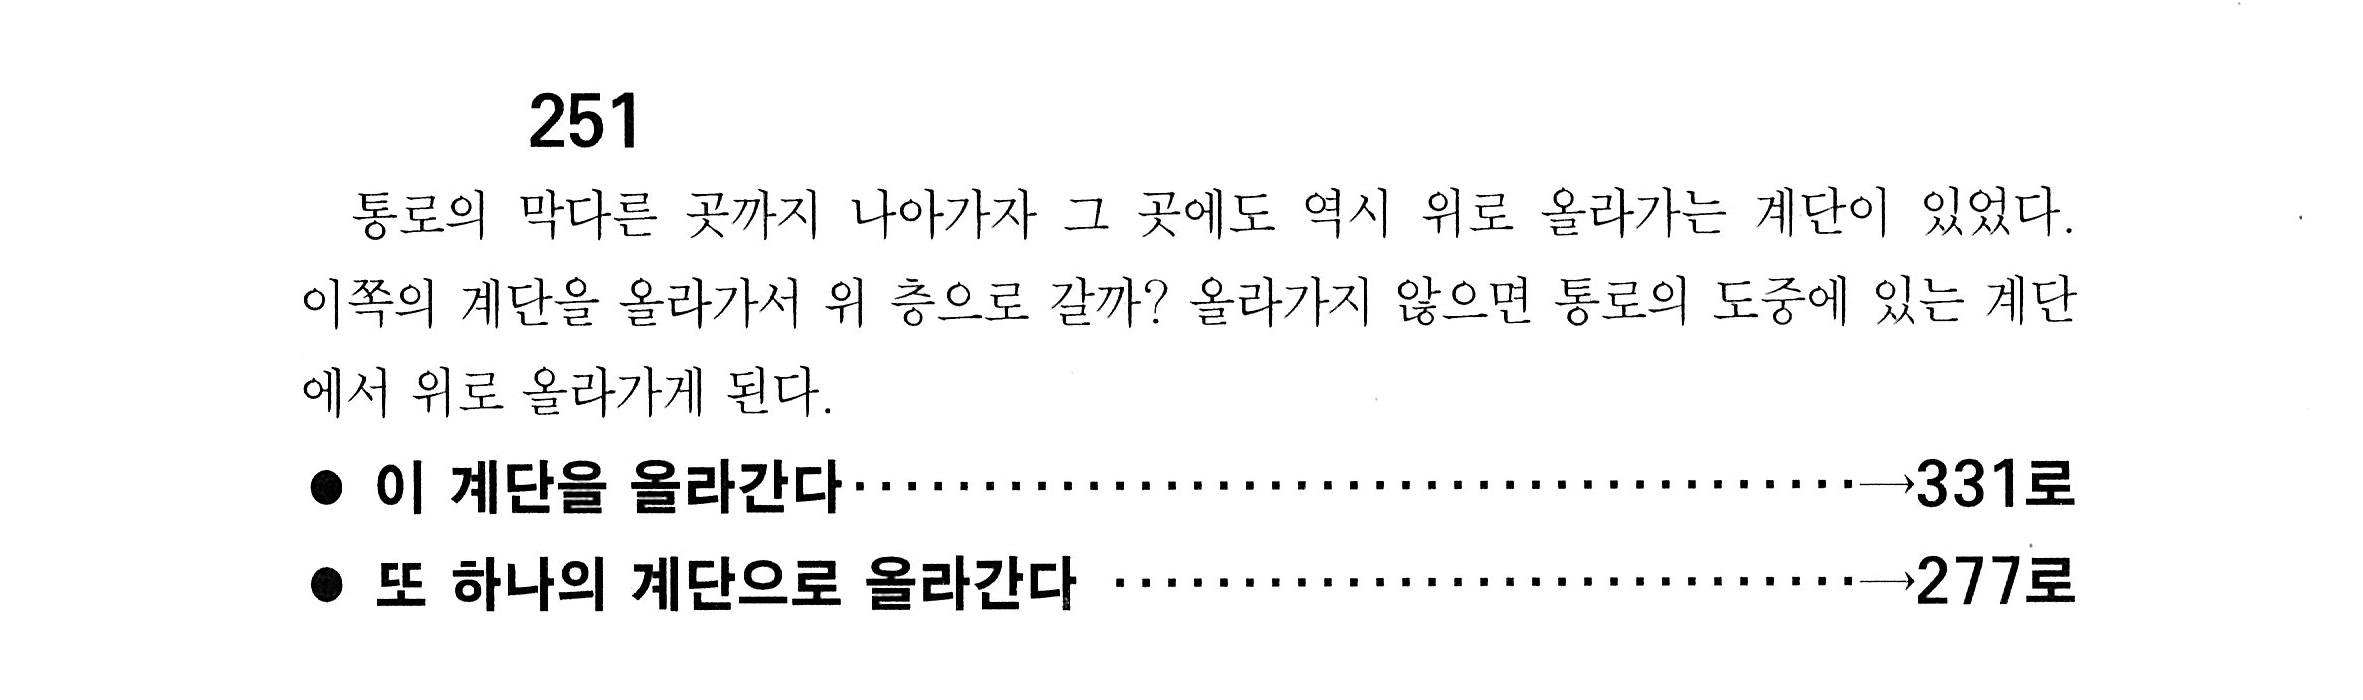 251
통로의 막다른 곳까지 나아가자 그 곳에도 역시 위로 올라가는 계단이 있었다.
이쪽의 계단을 올라가서 위 층으로 갈까? 올라가지 않으면 통로의 도중에 있는 계단
에서 위로 올라가게 된다.
● 이 계단을 올라간다·······································→331로
● 또 하나의 계단으로 올라간다 ·····························→277로